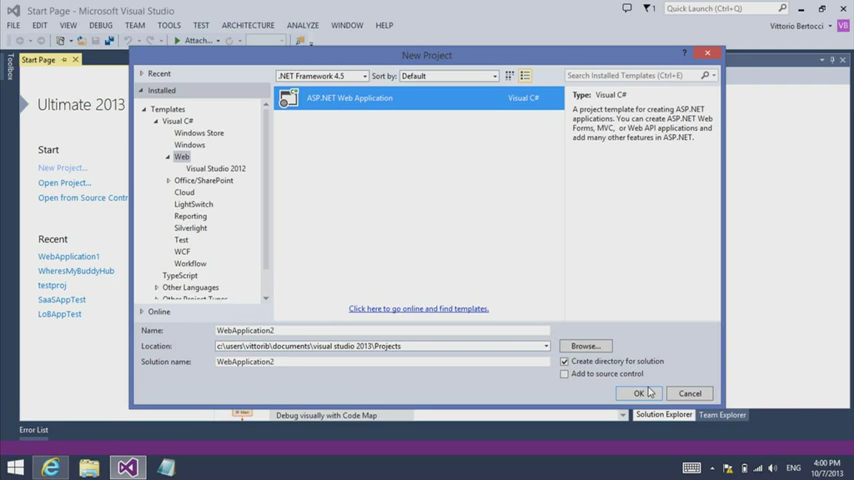 Start Page - Microsoft Visual Studio
Quick Launch (Ctrl+Q)
FILE EDIT VIEW DEBUG TEAM TOOLS TEST ARCHITECTURE ANALYZE WINDOW HELP
Vittorio Bertocci VB
Attach...
Toolbox
Start Page
New Project
Ultimate 2013
Start
New Project...
Open Project...
Open from Source Contr
Recent
WebApplication1
WheresMyBuddyHub
testproj
SaaSAppTest
LoBAppTest
Recent
.NET Framework 4.5
Sort by: Default
Search Installed Templates (Ctrl+E)
Installed
Templates
Visual C#
Windows Store
Windows
Web
Visual Studio 2012
Office/SharePoint
Cloud
LightSwitch
Reporting
Silverlight
Test
WCF
Workflow
TypeScript
Other Languages
Other Project Types
Online
ASP.NET Web Application Visual C#
Type: Visual C#
A project template for creating ASP.NET
applications. You can create ASP.NET Web
Forms, MVC, or Web API applications and
add many other features in ASP.NET.
Click here to go online and find templates.
Name: WebApplication2
Location: c:\users\vittorib\documents\visual studio 2013\Projects
Browse...
Solution name: WebApplication2
Create directory for solution
Add to source control
OK Cancel
Debug visually with Code Map
Solution Explorer Team Explorer
Error List
ENG
4:00 PM
10/7/2013